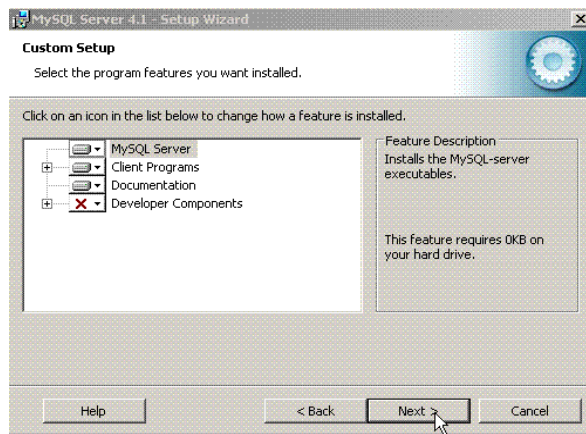 MySQL Server 4.1 - Setup Wizard
Custom Setup
Select the program features you want installed.
Click on an icon in the list below to change how a feature is installed.
MySQL Server
Client Programs
Documentation
Developer Components
Feature Description
Installs the MySQL-server
executables.
This feature requires 0KB on
your hard drive.
Help
< Back
Next >
Cancel